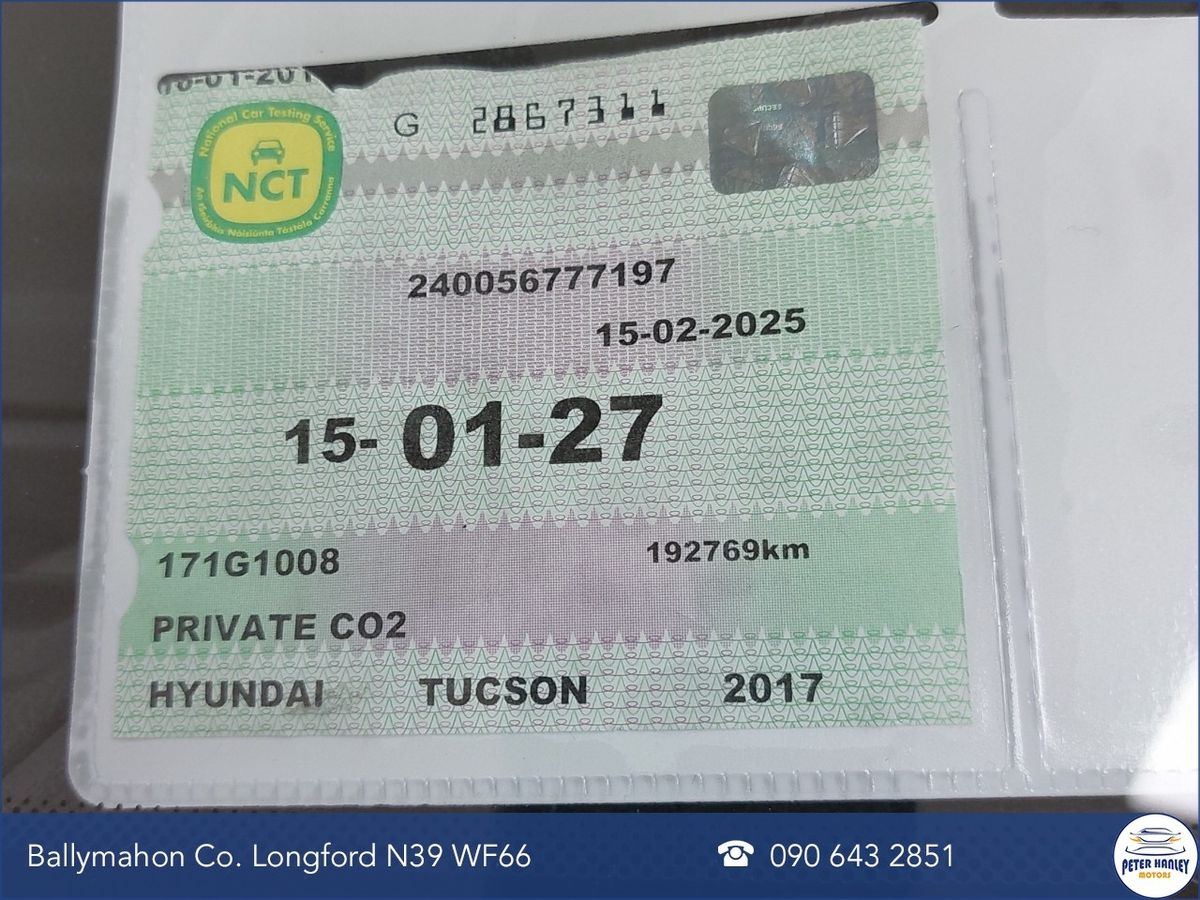 National Car Testing Service
NCT
An tSeirbhís Náisiúnta Tástála Carranna
G 2867311
240056777197
15-02-2025
15-01-27
171G1008 192769km
PRIVATE CO2
HYUNDAI TUCSON 2017
Ballymahon Co. Longford N39 WF66 ☎ 090 643 2851
PETER HANLEY
MOTORS